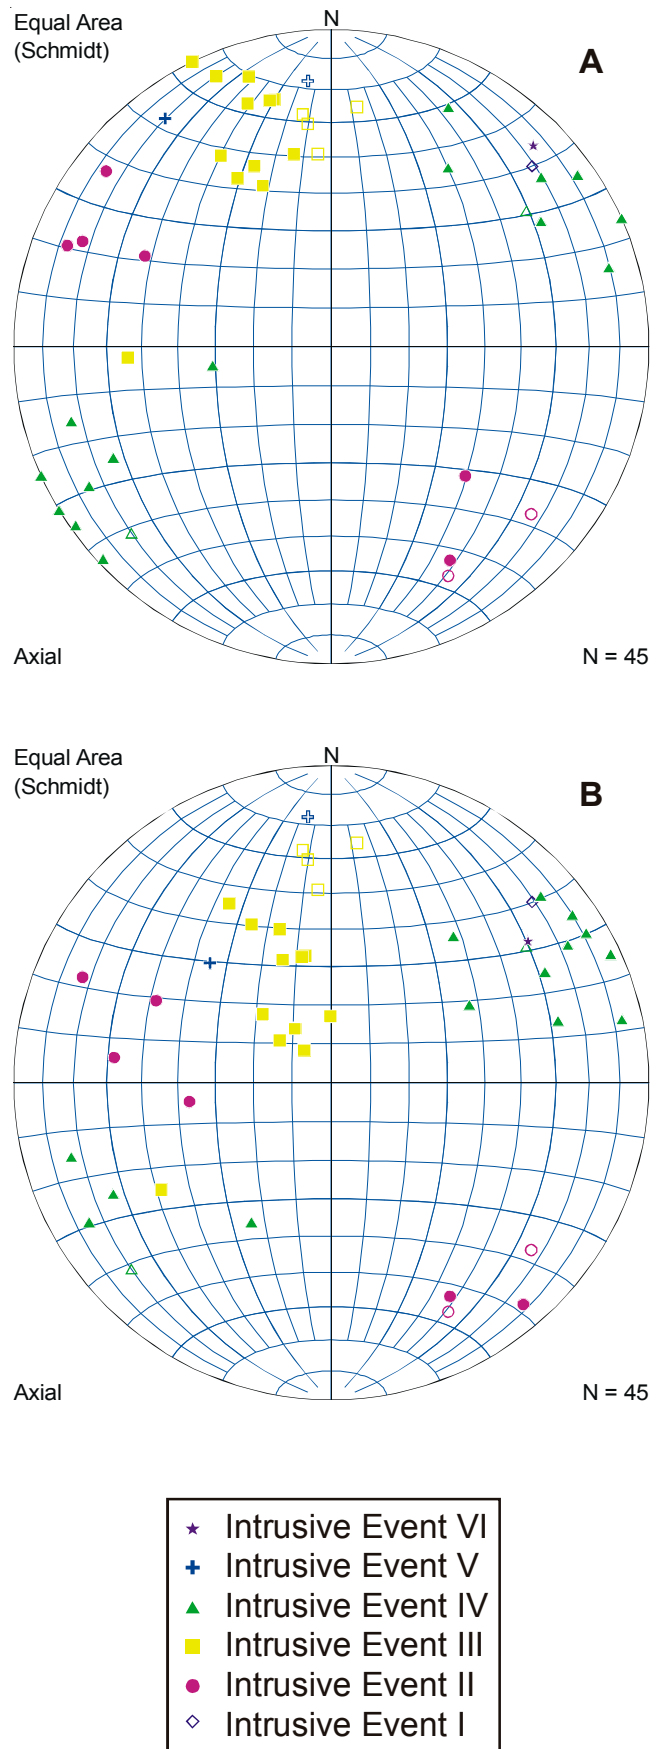 Equal Area
(Schmidt)
N
A
Axial
N = 45
Equal Area
(Schmidt)
N
B
Axial
N = 45
Intrusive Event VI
Intrusive Event V
Intrusive Event IV
Intrusive Event III
Intrusive Event II
Intrusive Event I